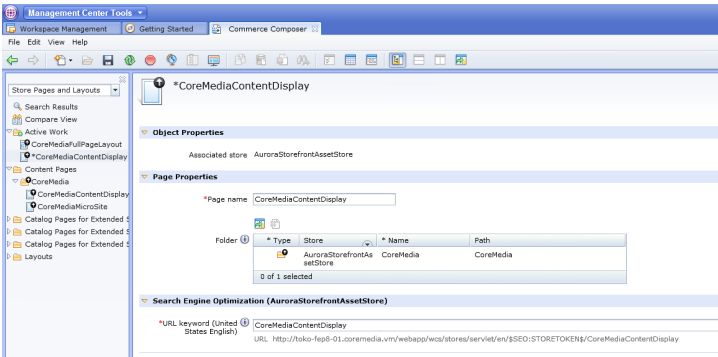 Management Center Tools
Workspace Management
Getting Started
Commerce Composer
File Edit View Help
Store Pages and Layouts
*CoreMediaContentDisplay
Search Results
Compare View
Active Work
CoreMediaFullPageLayout
*CoreMediaContentDisplay
Content Pages
CoreMedia
CoreMediaContentDisplay
CoreMediaMicroSite
Catalog Pages for Extended S
Catalog Pages for Extended S
Catalog Pages for Extended S
Layouts
Object Properties
Associated store AuroraStorefrontAssetStore
Page Properties
*Page name CoreMediaContentDisplay
Folder
* Type Store * Name Path
AuroraStorefrontAs
setStore CoreMedia CoreMedia
0 of 1 selected
Search Engine Optimization (AuroraStorefrontAssetStore)
*URL keyword (United
States English) CoreMediaContentDisplay
URL http://toko-fep8-01.coremedia.vm/webapp/wcs/stores/servlet/en/$SEO:STORETOKEN$/CoreMediaContentDisplay